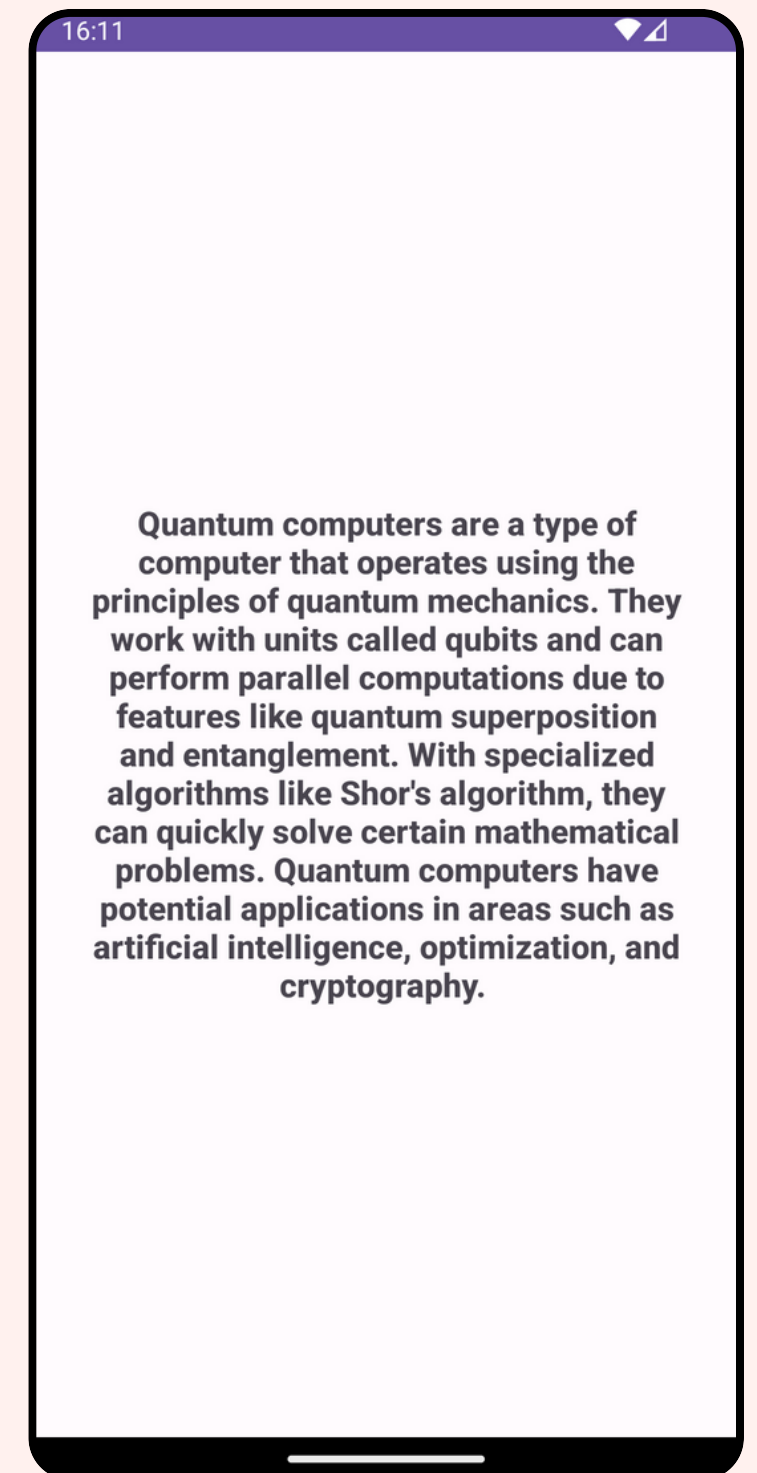 16:11
Quantum computers are a type of
computer that operates using the
principles of quantum mechanics. They
work with units called qubits and can
perform parallel computations due to
features like quantum superposition
and entanglement. With specialized
algorithms like Shor's algorithm, they
can quickly solve certain mathematical
problems. Quantum computers have
potential applications in areas such as
artificial intelligence, optimization, and
cryptography.